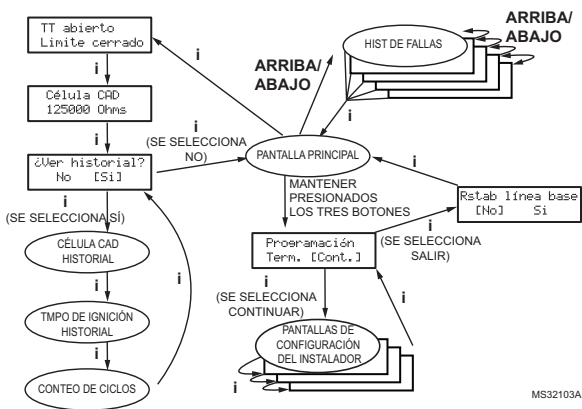 TT abierto
Limite cerrado
i
Célula CAD
125000 Ohms
i
¿Ver historial?
No [Si]
i
(SE SELECCIONA SÍ)
CÉLULA CAD
HISTORIAL
i
TMPO DE IGNICIÓN
HISTORIAL
i
CONTEO DE CICLOS
i
i
i
(SE SELECCIONA
NO)
ARRIBA/
ABAJO
HIST DE FALLAS
ARRIBA/
ABAJO
i
PANTALLA PRINCIPAL
MANTENER
PRESIONADOS
LOS TRES BOTONES
i
Rstab línea base
[No] Si
i
(SE SELECCIONA
SALIR)
Programación
Term. [Cont.]
i
(SE SELECCIONA
CONTINUAR)
i
PANTALLAS DE
CONFIGURACIÓN
DEL INSTALADOR
i
MS32103A